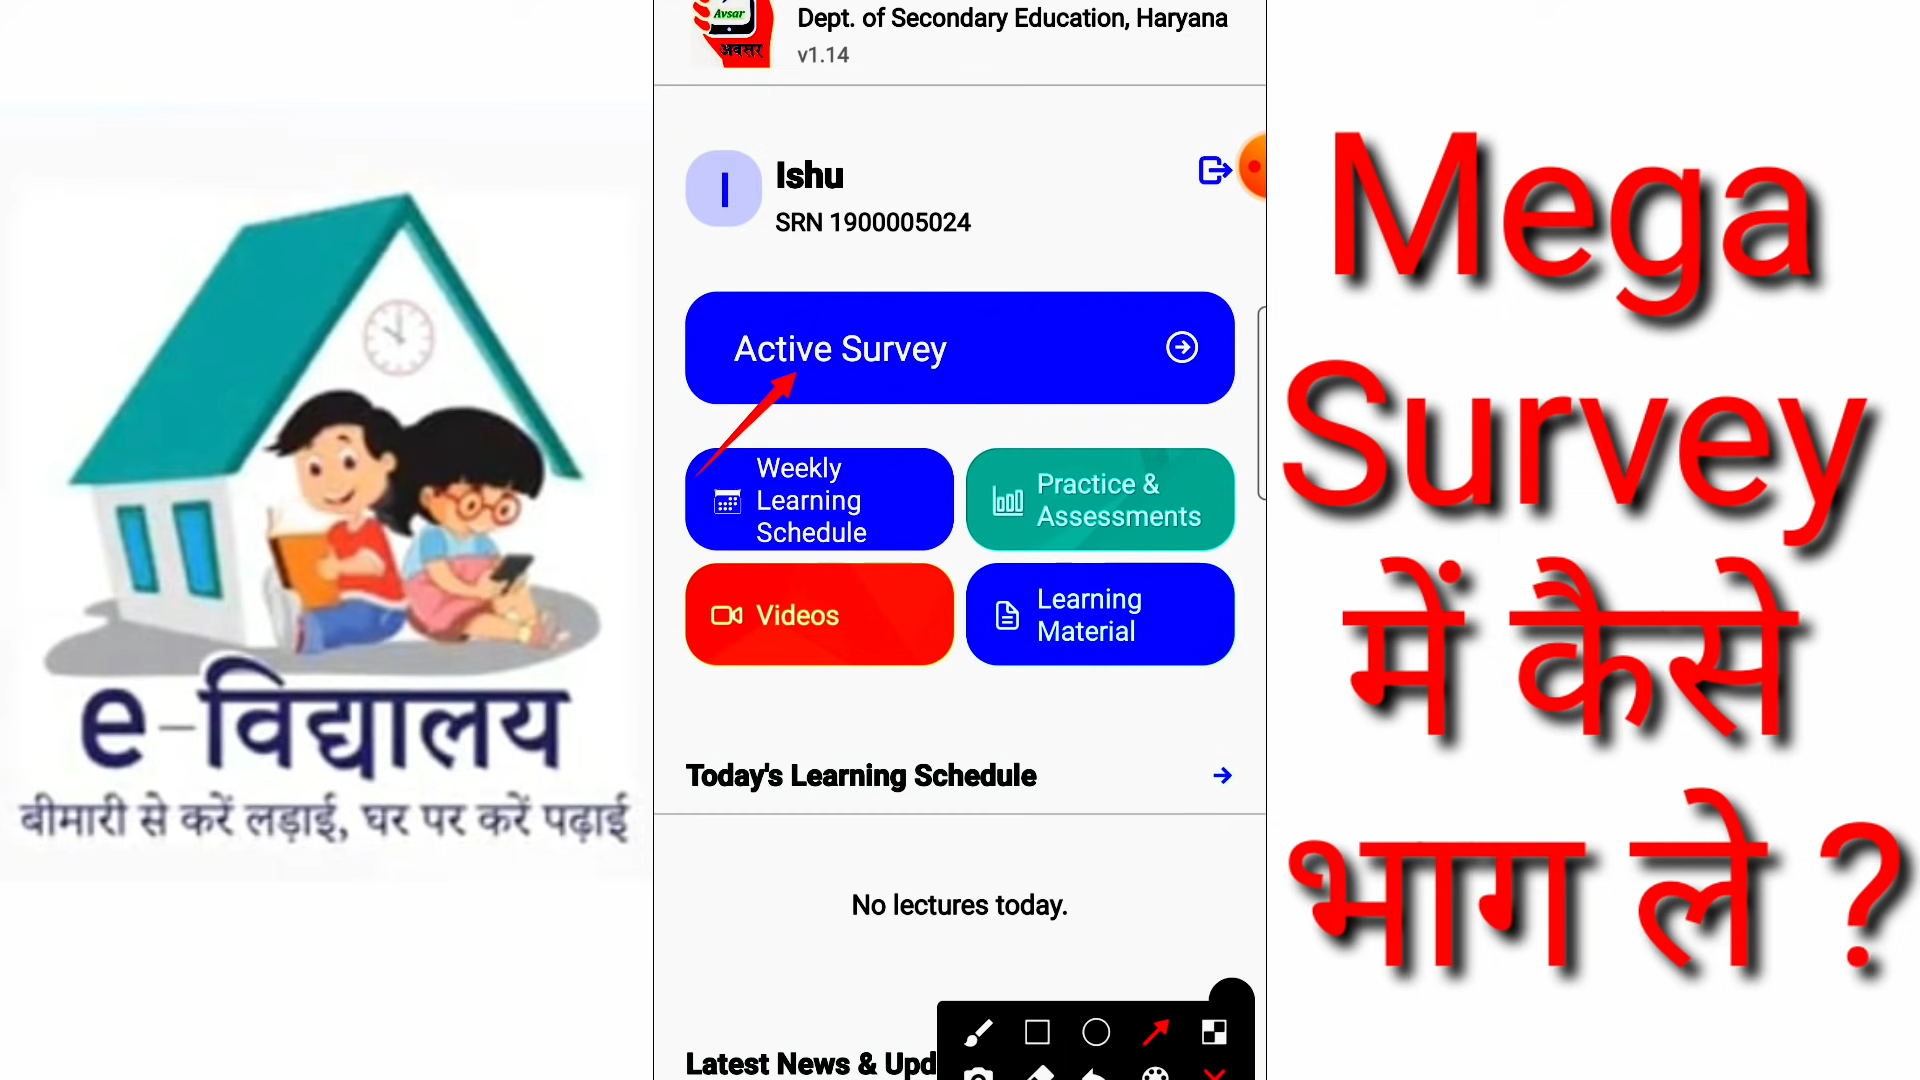 Avsar
अवसर
Dept. of Secondary Education, Haryana
v1.14
I
Ishu
SRN 1900005024
Active Survey
Weekly
Learning
Schedule
Practice &
Assessments
Videos
Learning
Material
Today's Learning Schedule
No lectures today.
Latest News & Upd
e-विद्यालय
बीमारी से करें लड़ाई, घर पर करें पढ़ाई
Mega
Survey
में कैसे
भाग ले ?